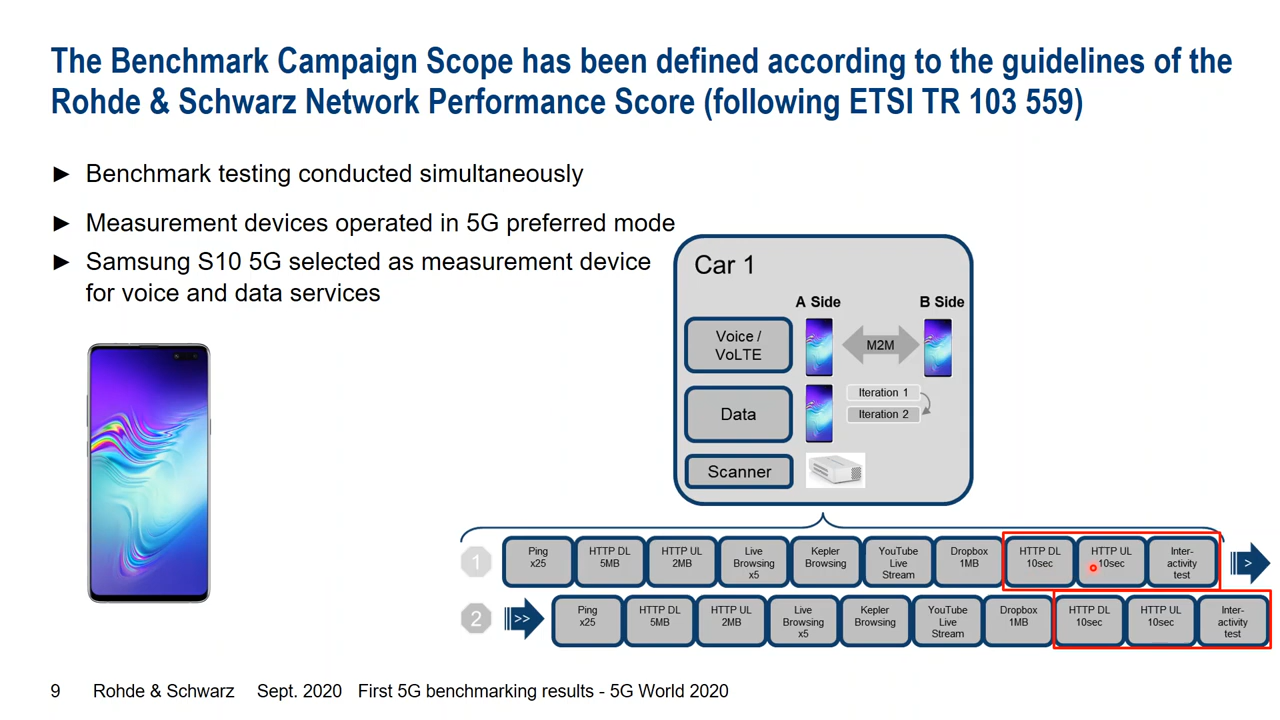 The Benchmark Campaign Scope has been defined according to the guidelines of the
Rohde & Schwarz Network Performance Score (following ETSI TR 103 559)
► Benchmark testing conducted simultaneously
► Measurement devices operated in 5G preferred mode
► Samsung S10 5G selected as measurement device
for voice and data services
Car 1
A Side
B Side
Voice /
VoLTE
M2M
Data
Iteration 1
Iteration 2
Scanner
1
Ping
x25
HTTP DL
5MB
HTTP UL
2MB
Live
Browsing
x5
Kepler
Browsing
YouTube
Live
Stream
Dropbox
1MB
HTTP DL
10sec
HTTP UL
10sec
Inter-
activity
test
>
2
>>
Ping
x25
HTTP DL
5MB
HTTP UL
2MB
Live
Browsing
x5
Kepler
Browsing
YouTube
Live
Stream
Dropbox
1MB
HTTP DL
10sec
HTTP UL
10sec
Inter-
activity
test
9 Rohde & Schwarz Sept. 2020 First 5G benchmarking results - 5G World 2020